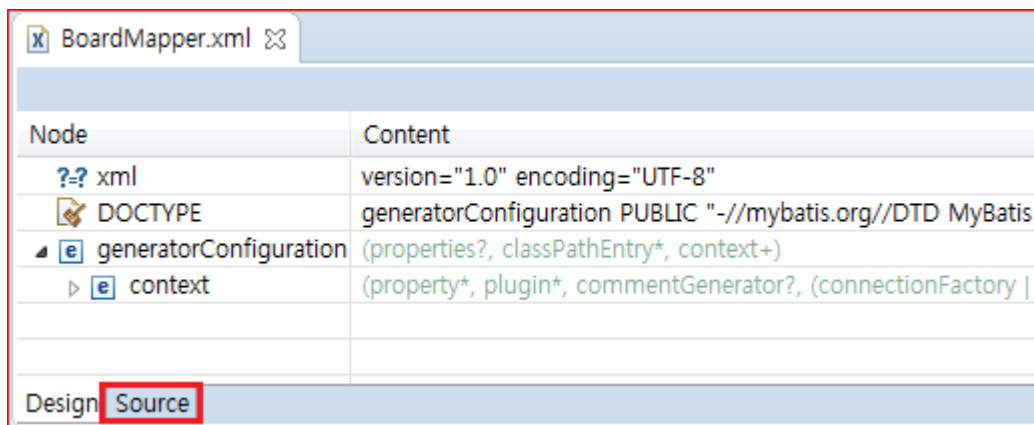 BoardMapper.xml
Node Content
?=? xml version="1.0" encoding="UTF-8"
DOCTYPE generatorConfiguration PUBLIC "-//mybatis.org//DTD MyBatis
e generatorConfiguration (properties?, classPathEntry*, context+)
e context (property*, plugin*, commentGenerator?, (connectionFactory |
Design Source